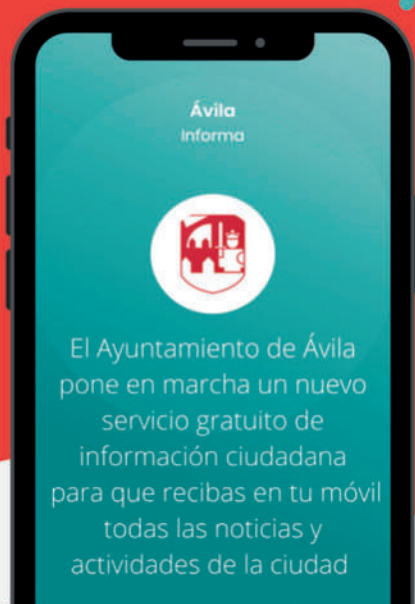 Ávila
Informa
El Ayuntamiento de Ávila
pone en marcha un nuevo
servicio gratuito de
información ciudadana
para que recibas en tu móvil
todas las noticias y
actividades de la ciudad